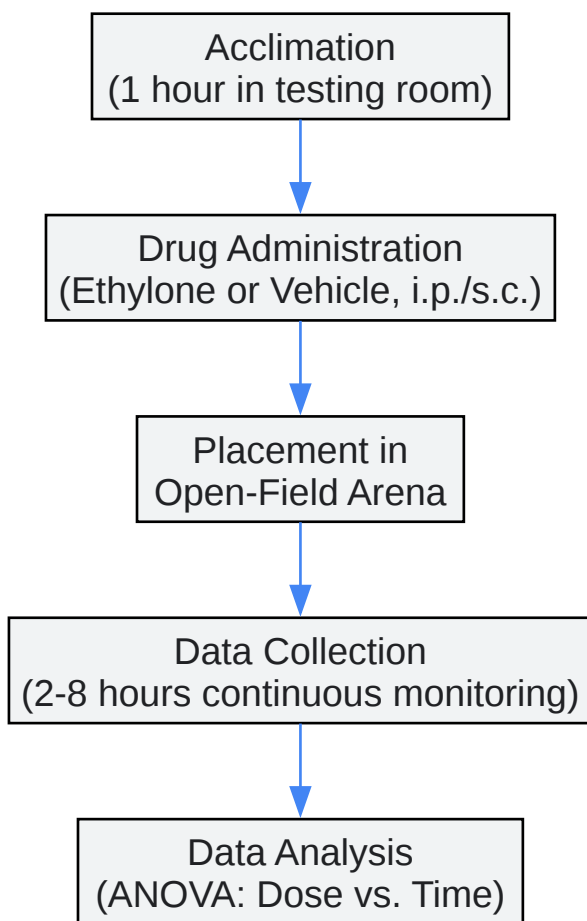 Acclimation
(1 hour in testing room)
Drug Administration
(Ethylone or Vehicle, i.p./s.c.)
Placement in
Open-Field Arena
Data Collection
(2-8 hours continuous monitoring)
Data Analysis
(ANOVA: Dose vs. Time)